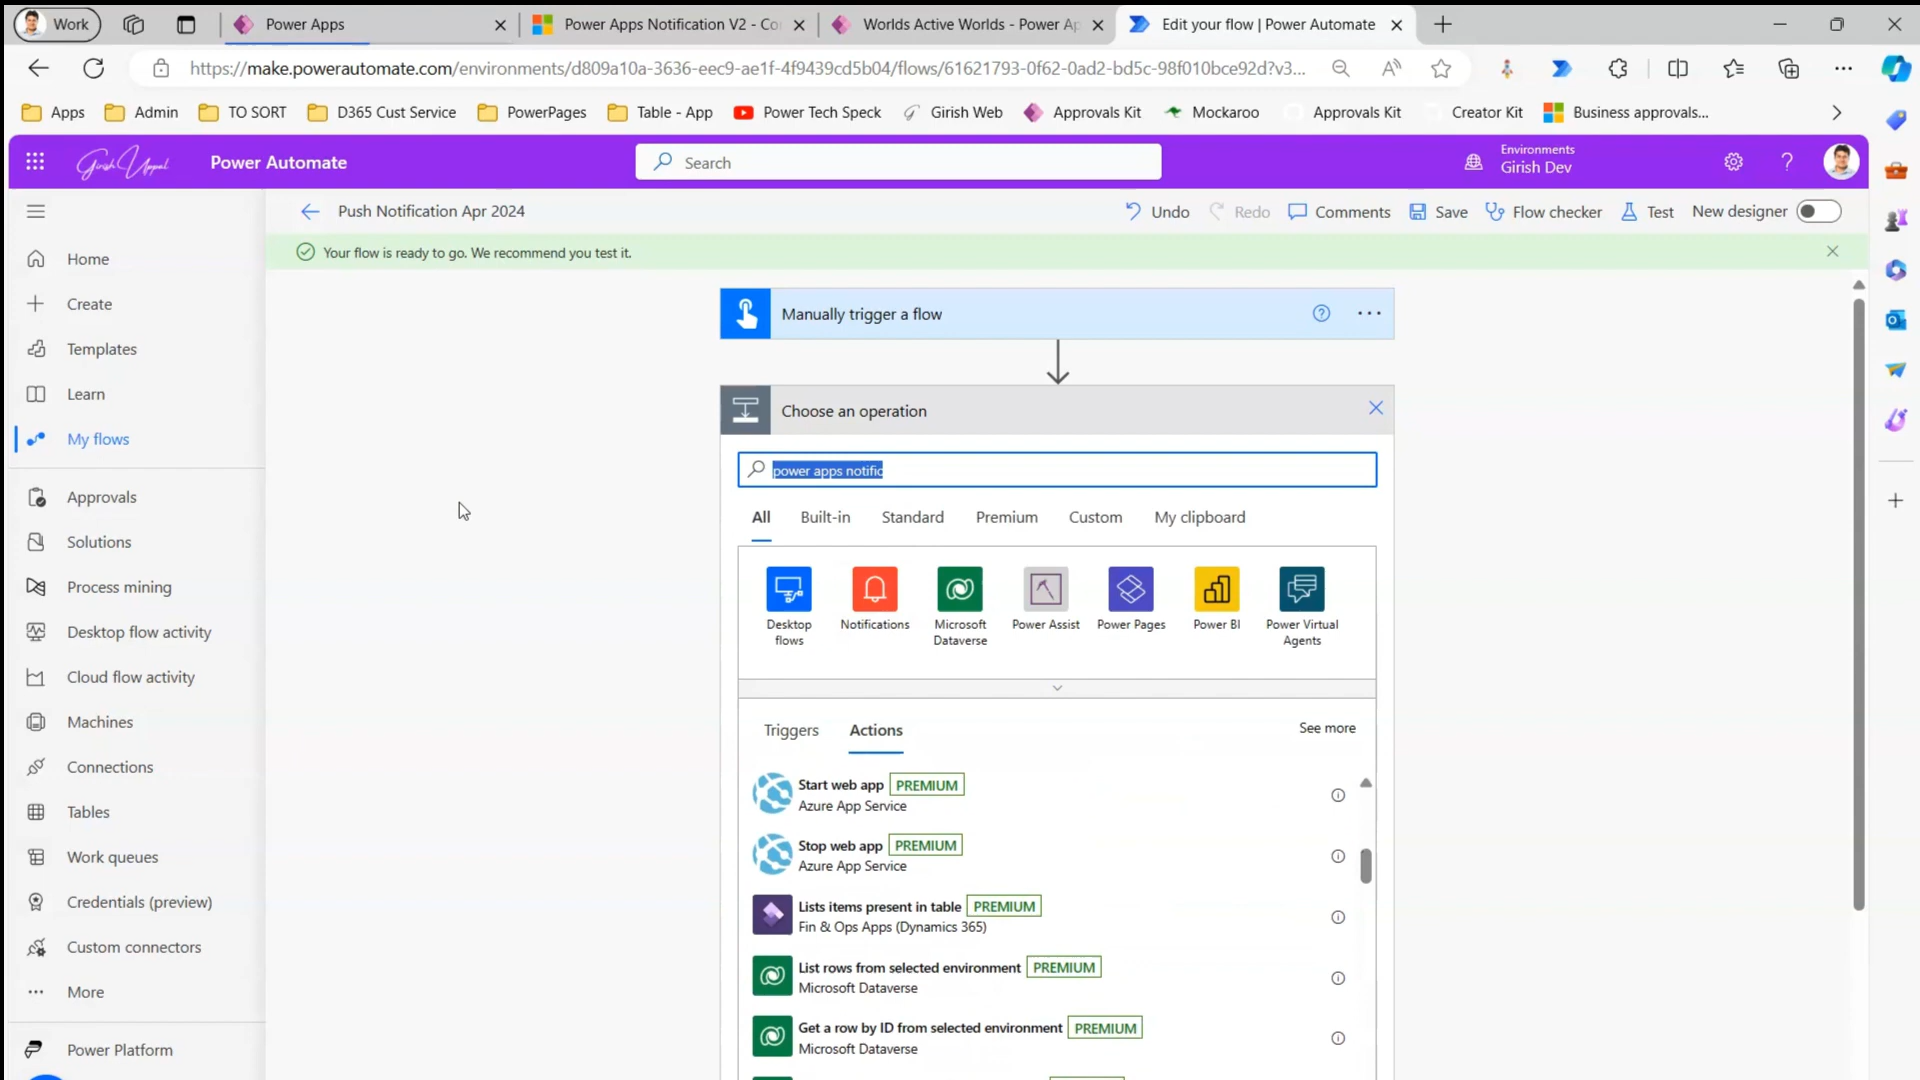 Work
Power Apps
Power Apps Notification V2 - Co
Worlds Active Worlds - Power Ap
Edit your flow | Power Automate
https://make.powerautomate.com/environments/d809a10a-3636-eec9-ae1f-4f9439cd5b04/flows/61621793-0f62-0ad2-bd5c-98f010bce92d?v3...
Apps
Admin
TO SORT
D365 Cust Service
PowerPages
Table - App
Power Tech Speck
Girish Web
Approvals Kit
Mockaroo
Approvals Kit
Creator Kit
Business approvals...
Girish Uppal
Power Automate
Search
Environments
Girish Dev
Push Notification Apr 2024
Undo
Redo
Comments
Save
Flow checker
Test
New designer
Your flow is ready to go. We recommend you test it.
Home
Create
Templates
Learn
My flows
Approvals
Solutions
Process mining
Desktop flow activity
Cloud flow activity
Machines
Connections
Tables
Work queues
Credentials (preview)
Custom connectors
More
Power Platform
Manually trigger a flow
Choose an operation
power apps notific
All
Built-in
Standard
Premium
Custom
My clipboard
Desktop
flows
Notifications
Microsoft
Dataverse
Power Assist
Power Pages
Power BI
Power Virtual
Agents
Triggers
Actions
See more
Start web app PREMIUM
Azure App Service
Stop web app PREMIUM
Azure App Service
Lists items present in table PREMIUM
Fin & Ops Apps (Dynamics 365)
List rows from selected environment PREMIUM
Microsoft Dataverse
Get a row by ID from selected environment PREMIUM
Microsoft Dataverse